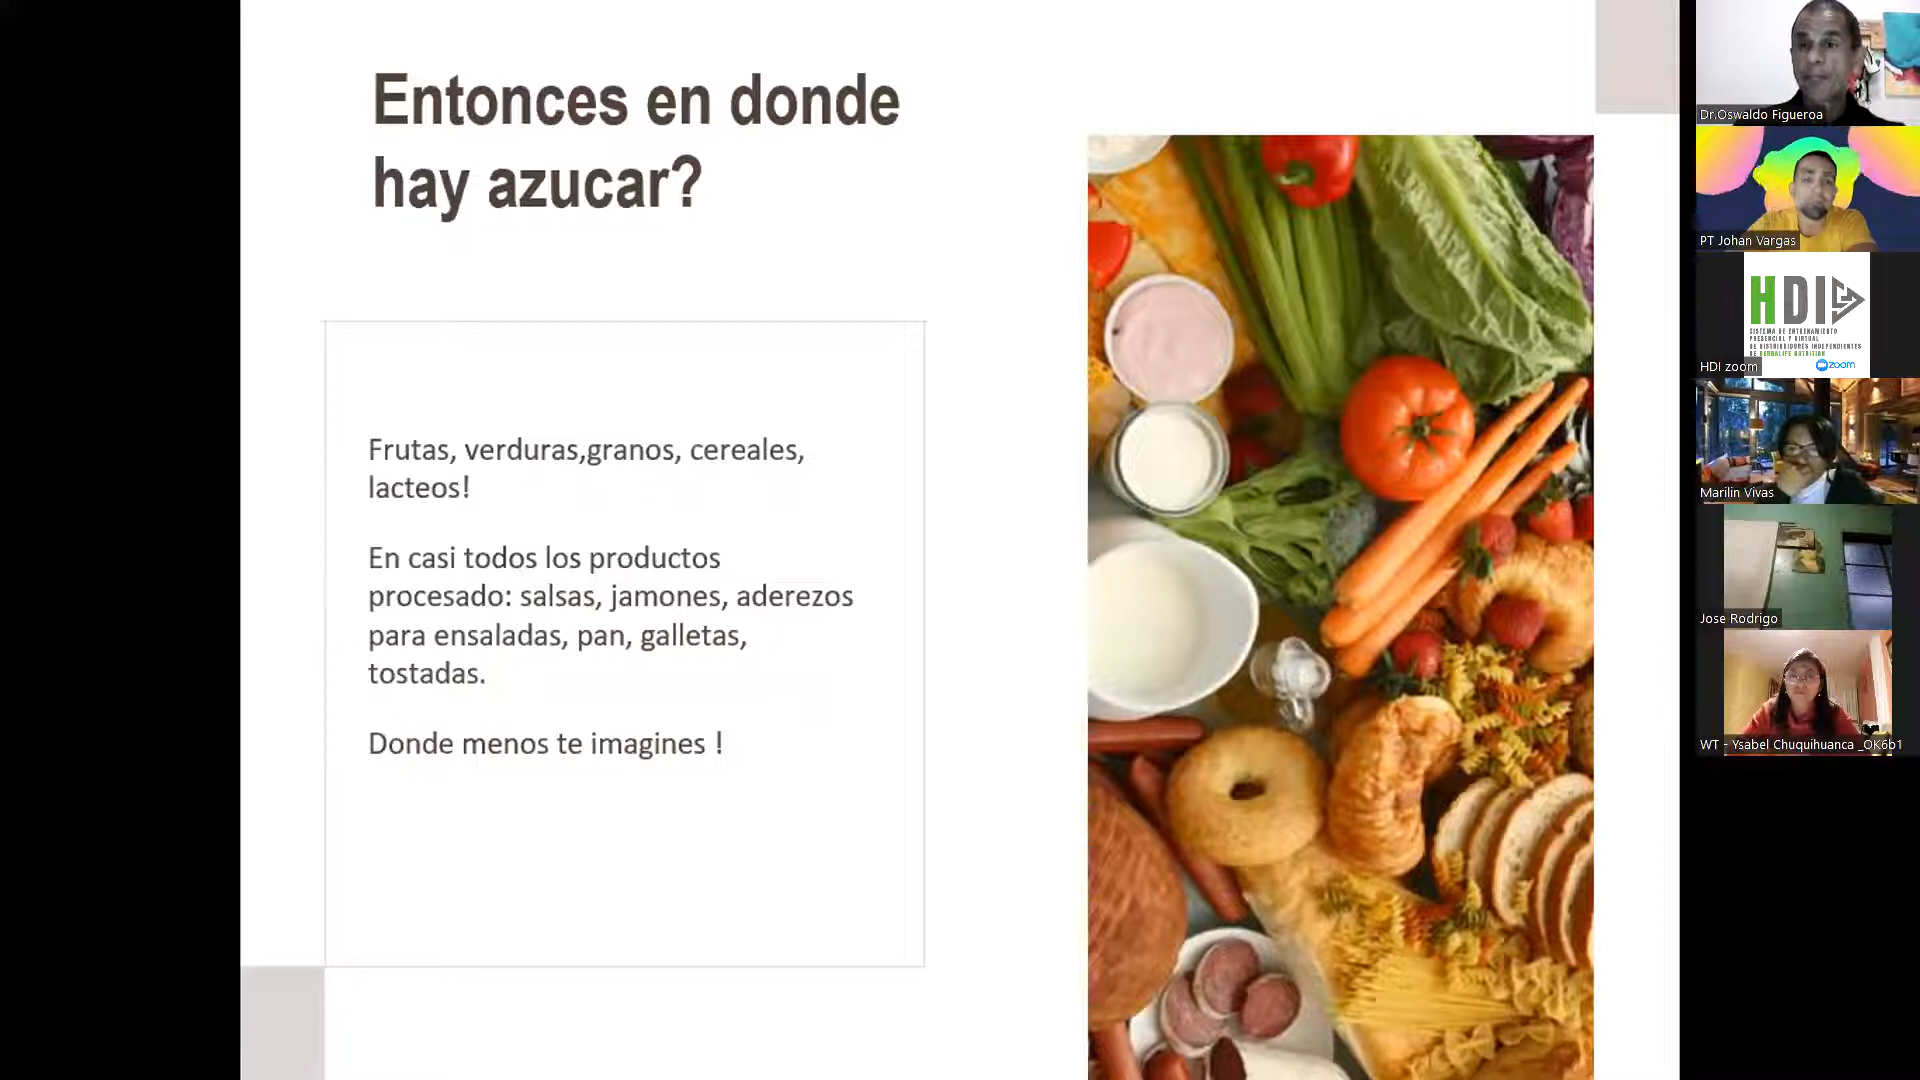 Entonces en donde
hay azucar?
Frutas, verduras,granos, cereales,
lacteos!
En casi todos los productos
procesado: salsas, jamones, aderezos
para ensaladas, pan, galletas,
tostadas.
Donde menos te imagines !
Dr.Oswaldo Figueroa
PT Johan Vargas
HDI
SISTEMA DE ENTRENAMIENTO
PRESENCIAL Y VIRTUAL
DE DISTRIBUIDORES INDEPENDIENTES
DE HERBALIFE NUTRITION
zoom
HDI zoom
Marilin Vivas
Jose Rodrigo
WT - Ysabel Chuquihuanca _OK6b1